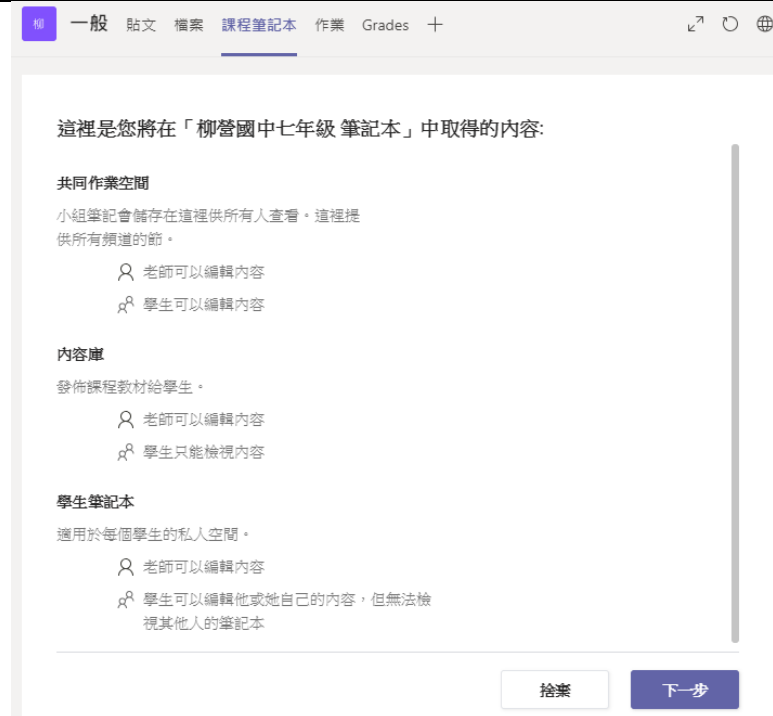 柳 一般 貼文 檔案 課程筆記本 作業 Grades
這裡是您將在「柳營國中七年級 筆記本」中取得的內容:
共同作業空間
小組筆記會儲存在這裡供所有人查看。這裡提
供所有頻道的節。
老師可以編輯內容
學生可以編輯內容
內容庫
發佈課程教材給學生。
老師可以編輯內容
學生只能檢視內容
學生筆記本
適用於每個學生的私人空間。
老師可以編輯內容
學生可以編輯他或她自己的內容，但無法檢
視其他人的筆記本
捨棄 下一步